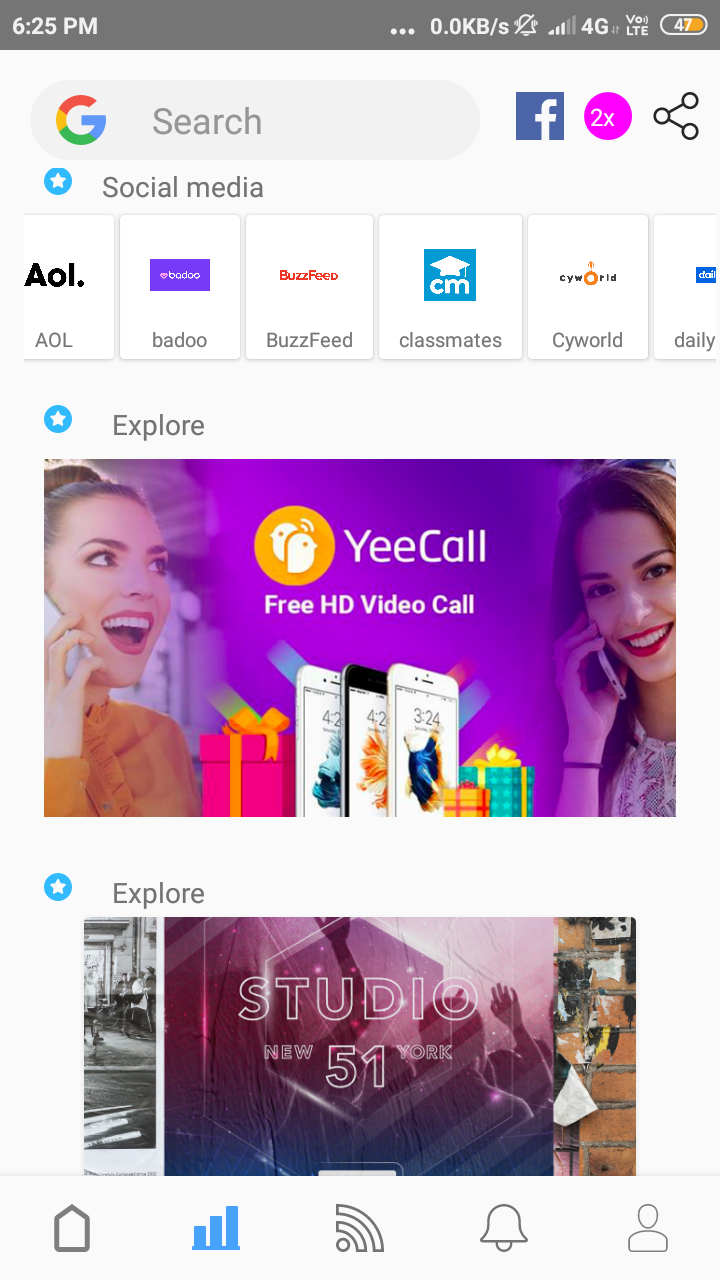 6:25 PM ... 0.0KB/s 4G Vo) LTE 47
Search
2x
Social media
Aol.
badoo
BuzzFeed
cm
cyworld
dail
AOL
badoo
BuzzFeed
classmates
Cyworld
daily
Explore
YeeCall
Free HD Video Call
4:2
4:2
3:24
Explore
STUDIO
NEW 51 YORK